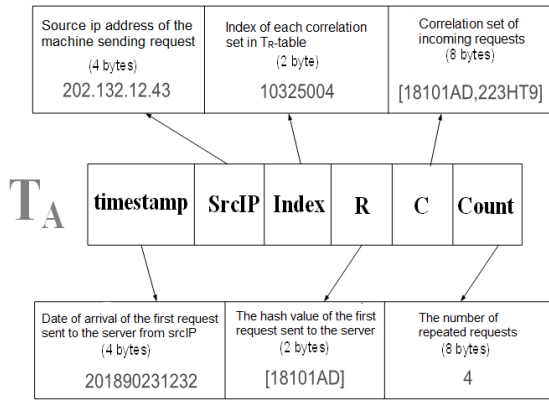 Source ip address of the
machine sending request
(4 bytes)
202.132.12.43
Index of each correlation
set in TR-table
(2 byte)
10325004
Correlation set of
incoming requests
(8 bytes)
[18101AD,223HT9]
TA
timestamp SrcIP Index R C Count
Date of arrival of the first request
sent to the server from srcIP
(4 bytes)
201890231232
The hash value of the first
request sent to the server
(2 bytes)
[18101AD]
The number of
repeated requests
(8 bytes)
4